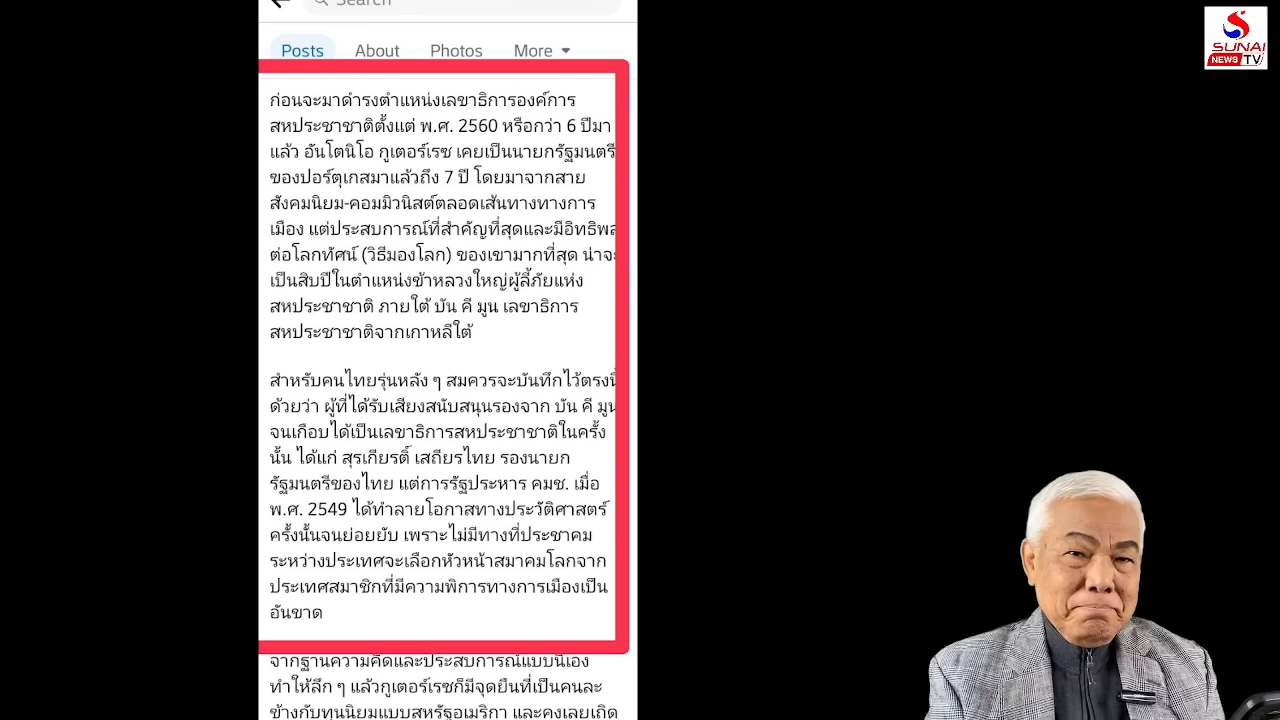 Search
SUNAI
NEWS TV
Posts About Photos More
ก่อนจะมาดำรงตำแหน่งเลขาธิการองค์การ
สหประชาชาติตั้งแต่ พ.ศ. 2560 หรือกว่า 6 ปีมา
แล้ว อันโตนิโอ กูเตอร์เรซ เคยเป็นนายกรัฐมนตรี
ของปอร์ตุเกสมาแล้วถึง 7 ปี โดยมาจากสาย
สังคมนิยม-คอมมิวนิสต์ตลอดเส้นทางทางการ
เมือง แต่ประสบการณ์ที่สำคัญที่สุดและมีอิทธิพล
ต่อโลกทัศน์ (วิธีมองโลก) ของเขามากที่สุด น่าจะ
เป็นสิบปีในตำแหน่งข้าหลวงใหญ่ผู้ลี้ภัยแห่ง
สหประชาชาติ ภายใต้ บัน คี มูน เลขาธิการ
สหประชาชาติจากเกาหลีใต้
สำหรับคนไทยรุ่นหลัง ๆ สมควรจะบันทึกไว้ตรงนี้
ด้วยว่า ผู้ที่ได้รับเสียงสนับสนุนรองจาก บัน คี มูน
จนเกือบได้เป็นเลขาธิการสหประชาชาติในครั้ง
นั้น ได้แก่ สุรเกียรติ์ เสถียรไทย รองนายก
รัฐมนตรีของไทย แต่การรัฐประหาร คมช. เมื่อ
พ.ศ. 2549 ได้ทำลายโอกาสทางประวัติศาสตร์
ครั้งนั้นจนย่อยยับ เพราะไม่มีทางที่ประชาคม
ระหว่างประเทศจะเลือกหัวหน้าสมาคมโลกจาก
ประเทศสมาชิกที่มีความพิการทางการเมืองเป็น
อันขาด
จากฐานความคิดและประสบการณ์แบบนี้เอง
ทำให้ลึก ๆ แล้วกูเตอร์เรซก็มีจุดยืนที่เป็นคนละ
ข้างกับทุนนิยมแบบสหรัฐอเมริกา และคงเลยเถิด